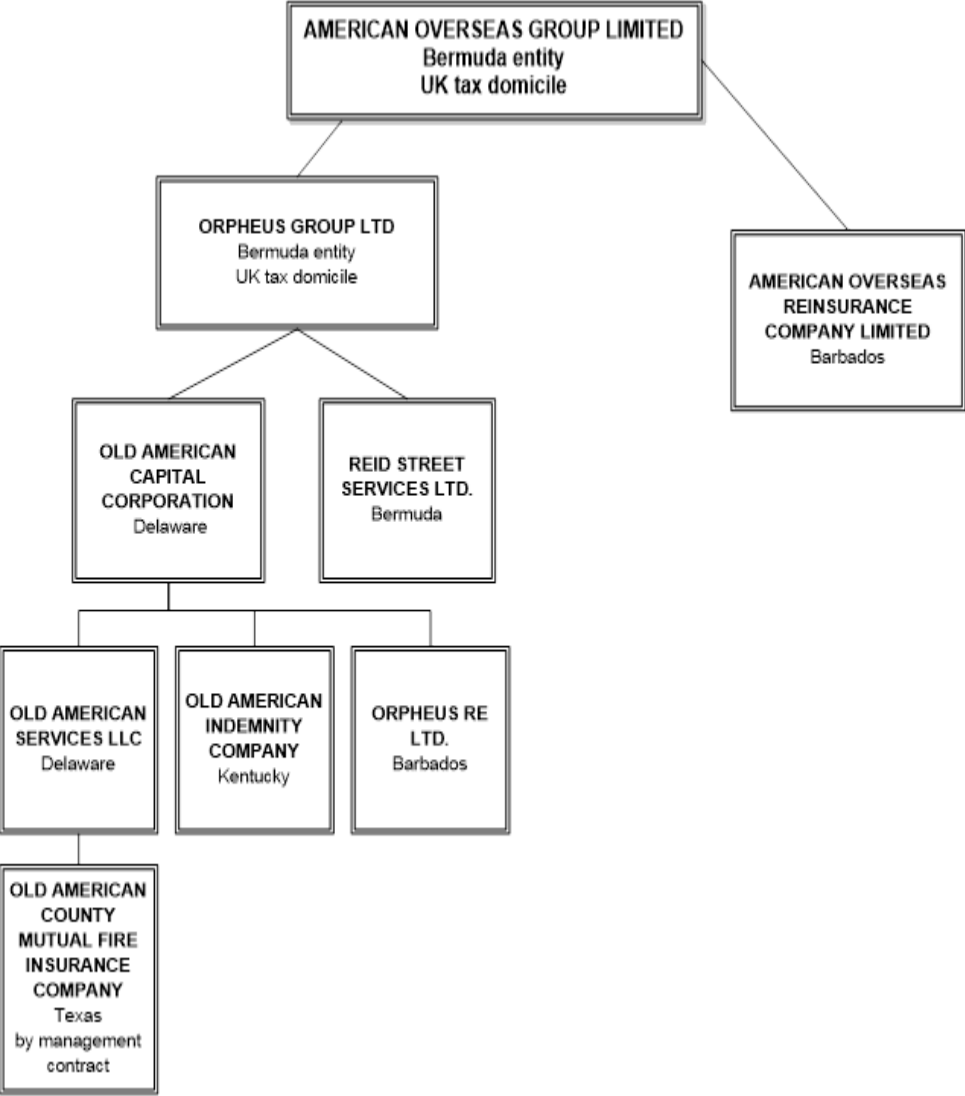 AMERICAN OVERSEAS GROUP LIMITED
Bermuda entity
UK tax domicile
ORPHEUS GROUP LTD
Bermuda entity
UK tax domicile
AMERICAN OVERSEAS
REINSURANCE
COMPANY LIMITED
Barbados
OLD AMERICAN
CAPITAL
CORPORATION
Delaware
REID STREET
SERVICES LTD.
Bermuda
OLD AMERICAN
SERVICES LLC
Delaware
OLD AMERICAN
INDEMNITY
COMPANY
Kentucky
ORPHEUS RE
LTD.
Barbados
OLD AMERICAN
COUNTY
MUTUAL FIRE
INSURANCE
COMPANY
Texas
by management
contract